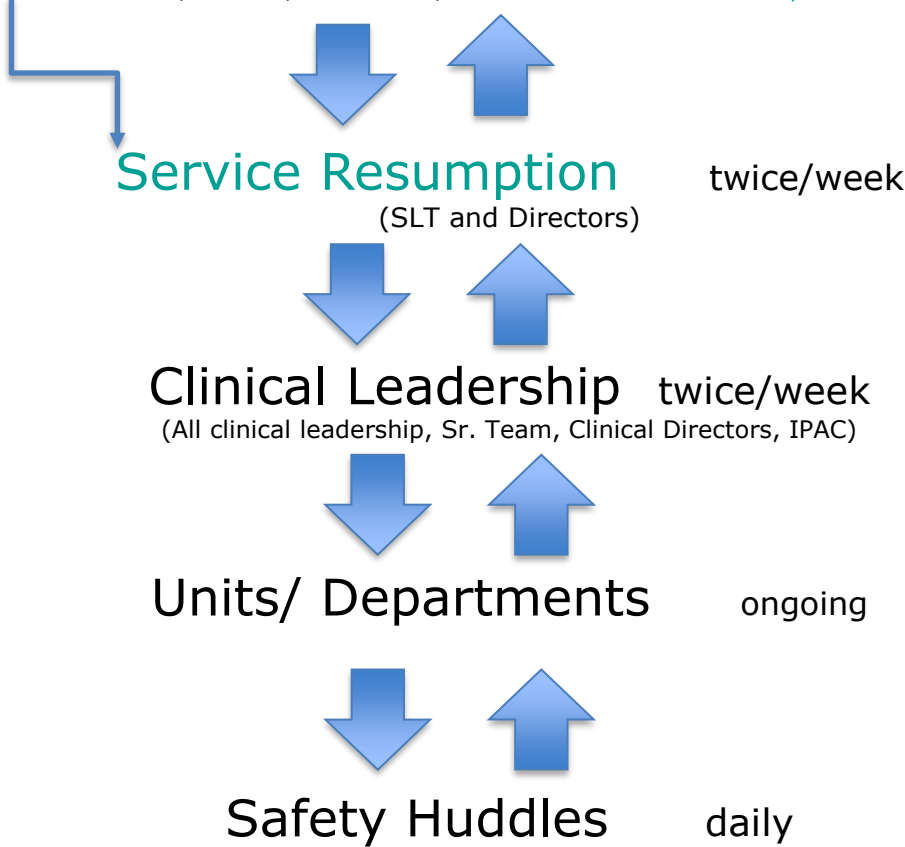 Service Resumption twice/week
(SLT and Directors)
Clinical Leadership twice/week
(All clinical leadership, Sr. Team, Clinical Directors, IPAC)
Units/ Departments ongoing
Safety Huddles daily